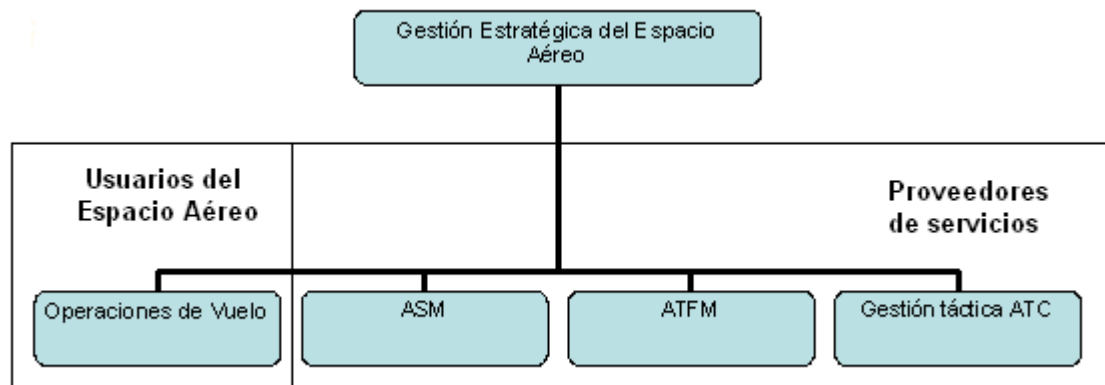 Gestión Estratégica del Espacio
Aéreo
Usuarios del
Espacio Aéreo
Proveedores
de servicios
Operaciones de Vuelo
ASM
ATFM
Gestión táctica ATC